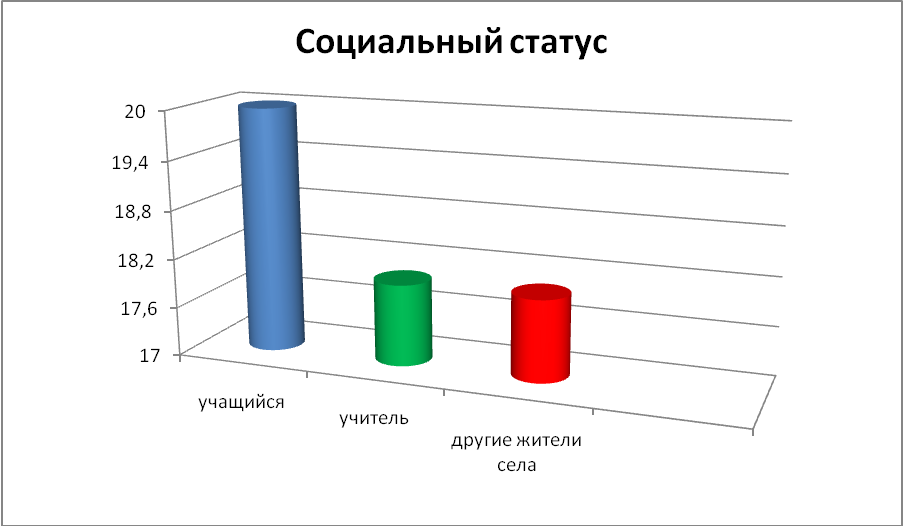 Социальный статус
20
19,4
18,8
18,2
17,6
17
учащийся
учитель
другие жители
села